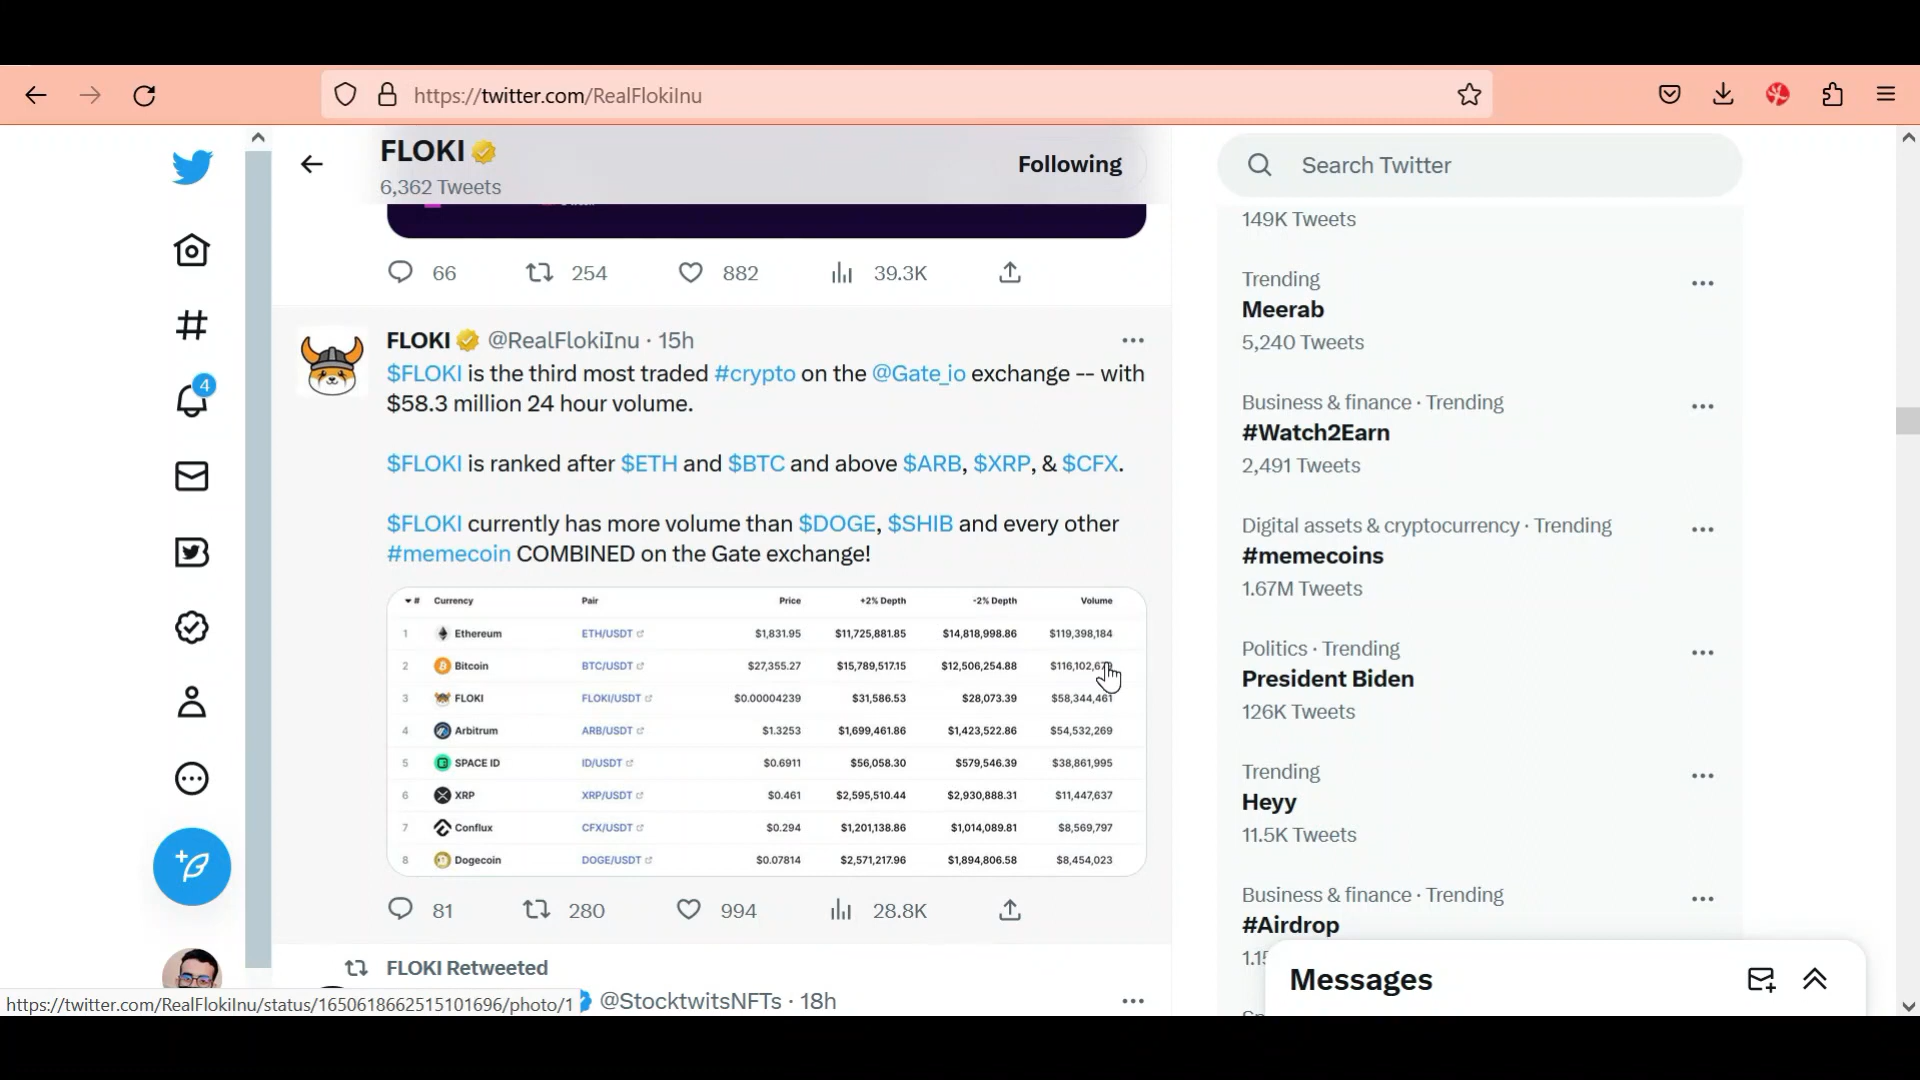 https://twitter.com/RealFlokiInu
FLOKI
6,362 Tweets
Following
66 254 882 39.3K
FLOKI @RealFlokiInu · 15h
$FLOKI is the third most traded #crypto on the @Gate_io exchange -- with
$58.3 million 24 hour volume.
$FLOKI is ranked after $ETH and $BTC and above $ARB, $XRP, & $CFX.
$FLOKI currently has more volume than $DOGE, $SHIB and every other
#memecoin COMBINED on the Gate exchange!
# Currency Pair Price +2% Depth -2% Depth Volume
1 Ethereum ETH/USDT $1,831.95 $11,725,881.85 $14,818,998.86 $119,398,184
2 Bitcoin BTC/USDT $27,355.27 $15,789,517.15 $12,506,254.88
3 FLOKI FLOKI/USDT $0.00004239 $31,586.53 $28,073.39 $58,344,461
4 Arbitrum ARB/USDT $1.3253 $1,699,461.86 $1,423,522.86 $54,532,269
5 SPACE ID ID/USDT $0.6911 $56,058.30 $579,546.39 $38,861,995
6 XRP XRP/USDT $0.461 $2,595,510.44 $2,930,888.31 $11,447,637
7 Conflux CFX/USDT $0.294 $1,201,138.86 $1,014,089.81 $8,569,797
8 Dogecoin DOGE/USDT $0.07814 $2,571,217.96 $1,894,806.58 $8,454,023
81 280 994 28.8K
FLOKI Retweeted
@StocktwitsNFTs · 18h
https://twitter.com/RealFlokiInu/status/1650618662515101696/photo/1
4
Search Twitter
149K Tweets
Trending
Meerab
5,240 Tweets
Business & finance · Trending
#Watch2Earn
2,491 Tweets
Digital assets & cryptocurrency · Trending
#memecoins
1.67M Tweets
Politics · Trending
President Biden
126K Tweets
Trending
Heyy
11.5K Tweets
Business & finance · Trending
#Airdrop
Messages